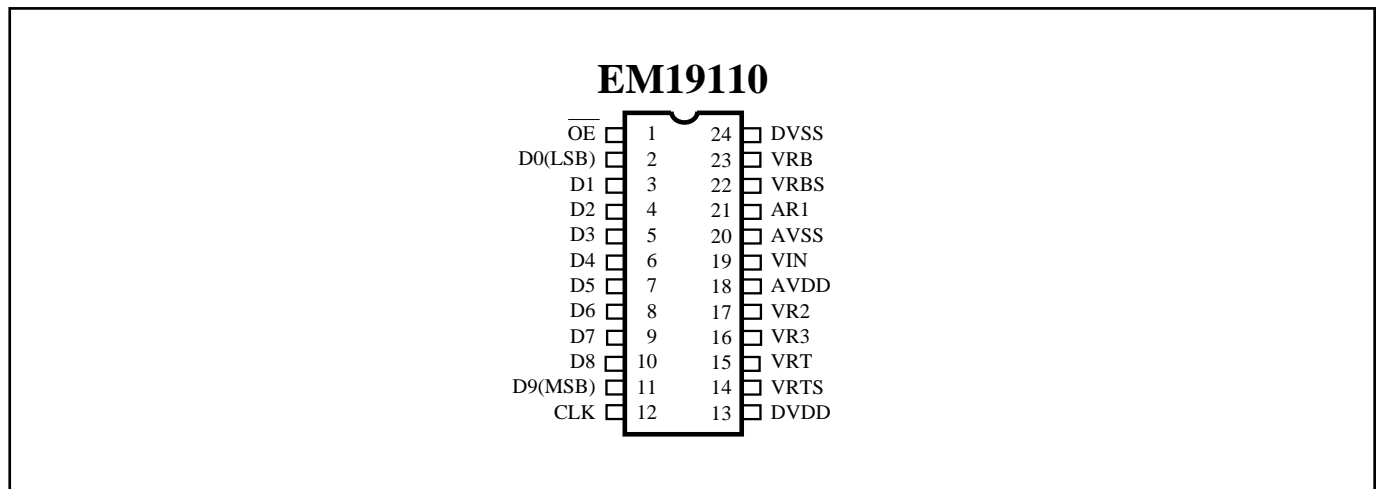 EM19110
OE 1 24 DVSS
D0(LSB) 2 23 VRB
D1 3 22 VRBS
D2 4 21 AR1
D3 5 20 AVSS
D4 6 19 VIN
D5 7 18 AVDD
D6 8 17 VR2
D7 9 16 VR3
D8 10 15 VRT
D9(MSB) 11 14 VRTS
CLK 12 13 DVDD